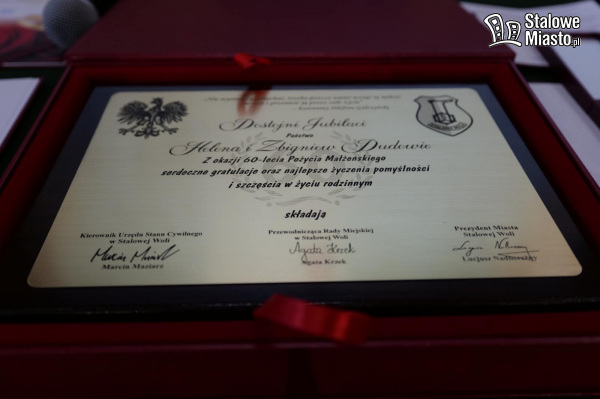 Stalowe
Miasto.pl
Dostojni Jubilaci
Państwo
Helena i Zbigniew Dudowie
Z okazji 60-lecia Pożycia Małżeńskiego
serdeczne gratulacje oraz najlepsze życzenia pomyślności
i szczęścia w życiu rodzinnym
składają
Kierownik Urzędu Stanu Cywilnego
w Stalowej Woli
Marcin Maziarz
Przewodnicząca Rady Miejskiej
w Stalowej Woli
Agata Krzek
Agata Krzek
Prezydent Miasta
Stalowej Woli
Lucjusz Nadbereżny